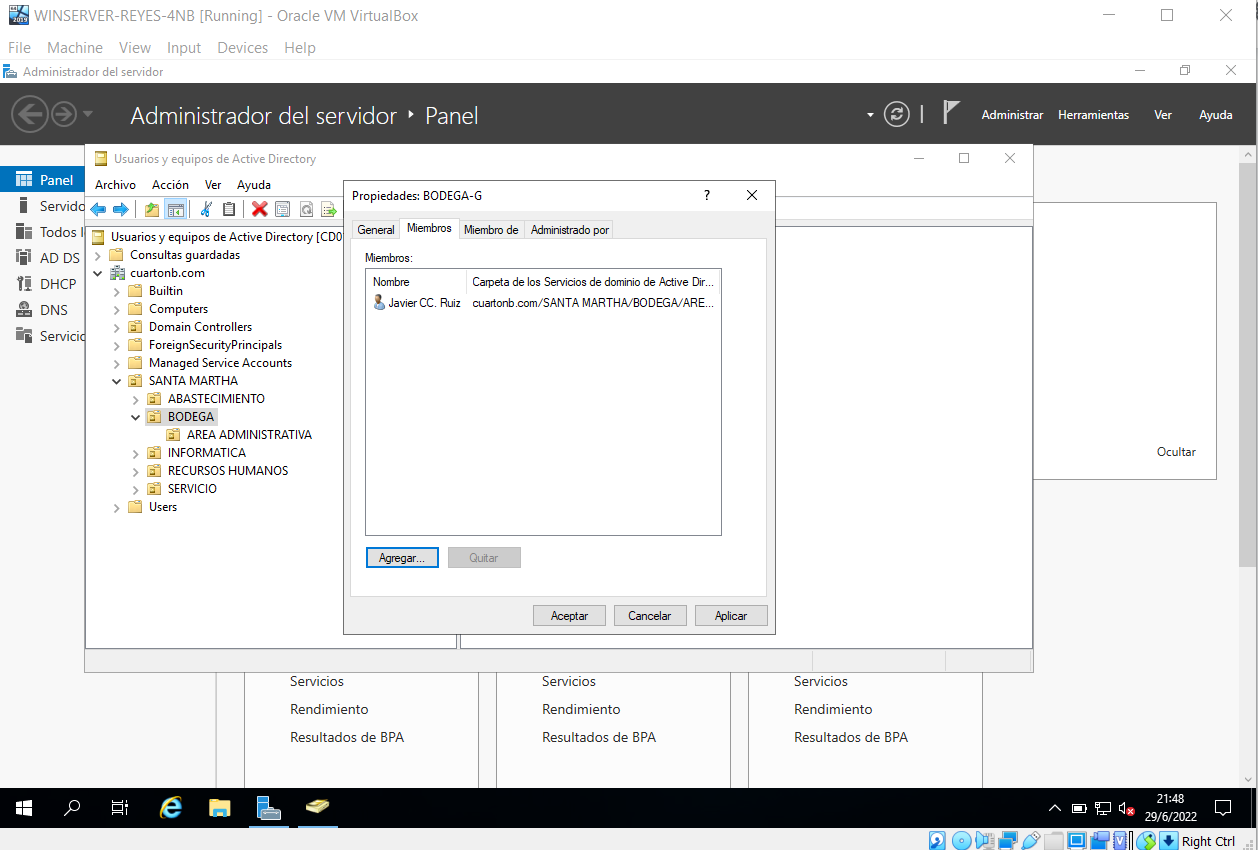 WINSERVER-REYES-4NB [Running] - Oracle VM VirtualBox
File Machine View Input Devices Help
Administrador del servidor
Administrador del servidor Panel
Administrar Herramientas Ver Ayuda
Usuarios y equipos de Active Directory
Archivo Acción Ver Ayuda
Propiedades: BODEGA-G
?
General Miembros Miembro de Administrado por
Miembros:
Nombre Carpeta de los Servicios de dominio de Active Dir...
Javier CC. Ruiz cuartonb.com/SANTA MARTHA/BODEGA/ARE...
Agregar... Quitar
Aceptar Cancelar Aplicar
Panel
Servido
Todos l
AD DS
DHCP
DNS
Servicio
Usuarios y equipos de Active Directory [CD0
Consultas guardadas
cuartonb.com
Builtin
Computers
Domain Controllers
ForeignSecurityPrincipals
Managed Service Accounts
SANTA MARTHA
ABASTECIMIENTO
BODEGA
AREA ADMINISTRATIVA
INFORMATICA
RECURSOS HUMANOS
SERVICIO
Users
Ocultar
Servicios Servicios Servicios
Rendimiento Rendimiento Rendimiento
Resultados de BPA Resultados de BPA Resultados de BPA
21:48
29/6/2022
Right Ctrl